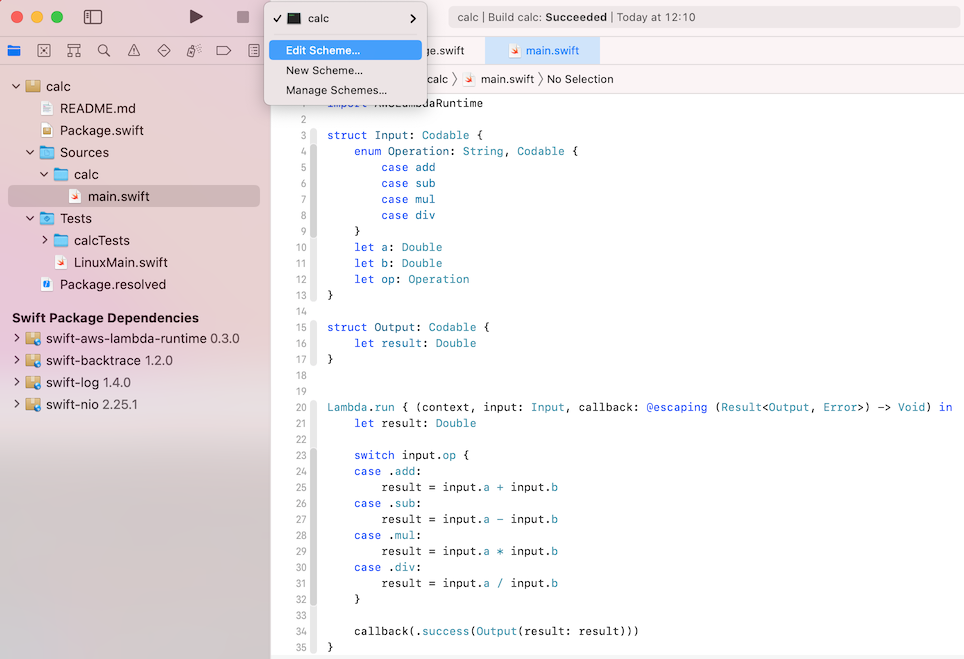 calc
calc | Build calc: Succeeded | Today at 12:10
Edit Scheme...
New Scheme...
Manage Schemes...
ge.swift
main.swift
calc
main.swift
No Selection
calc
README.md
Package.swift
Sources
calc
main.swift
Tests
calcTests
LinuxMain.swift
Package.resolved
Swift Package Dependencies
swift-aws-lambda-runtime 0.3.0
swift-backtrace 1.2.0
swift-log 1.4.0
swift-nio 2.25.1
1 import AWSLambdaRuntime
2
3 struct Input: Codable {
4     enum Operation: String, Codable {
5         case add
6         case sub
7         case mul
8         case div
9     }
10     let a: Double
11     let b: Double
12     let op: Operation
13 }
14
15 struct Output: Codable {
16     let result: Double
17 }
18
19
20 Lambda.run { (context, input: Input, callback: @escaping (Result<Output, Error>) -> Void) in
21     let result: Double
22
23     switch input.op {
24     case .add:
25         result = input.a + input.b
26     case .sub:
27         result = input.a - input.b
28     case .mul:
29         result = input.a * input.b
30     case .div:
31         result = input.a / input.b
32     }
33
34     callback(.success(Output(result: result)))
35 }